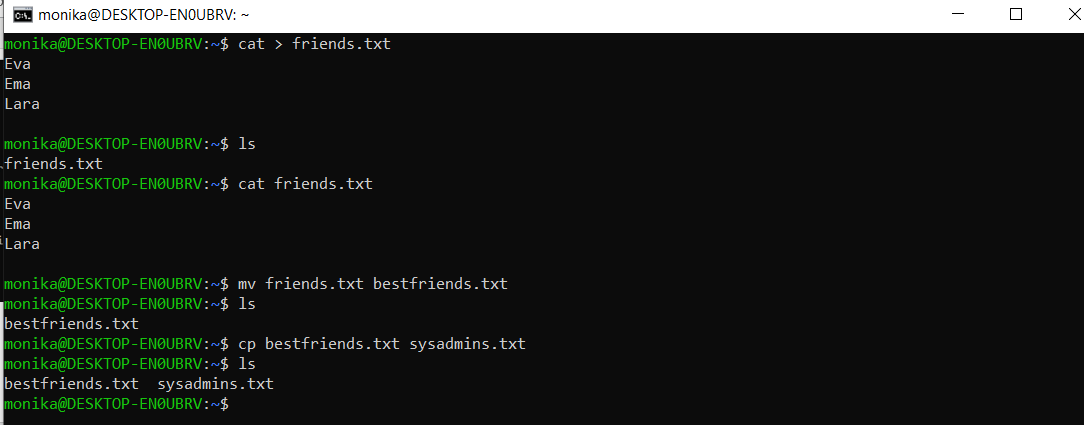 monika@DESKTOP-EN0UBRV: ~
monika@DESKTOP-EN0UBRV:~$ cat > friends.txt
Eva
Ema
Lara
monika@DESKTOP-EN0UBRV:~$ ls
friends.txt
monika@DESKTOP-EN0UBRV:~$ cat friends.txt
Eva
Ema
Lara
monika@DESKTOP-EN0UBRV:~$ mv friends.txt bestfriends.txt
monika@DESKTOP-EN0UBRV:~$ ls
bestfriends.txt
monika@DESKTOP-EN0UBRV:~$ cp bestfriends.txt sysadmins.txt
monika@DESKTOP-EN0UBRV:~$ ls
bestfriends.txt  sysadmins.txt
monika@DESKTOP-EN0UBRV:~$